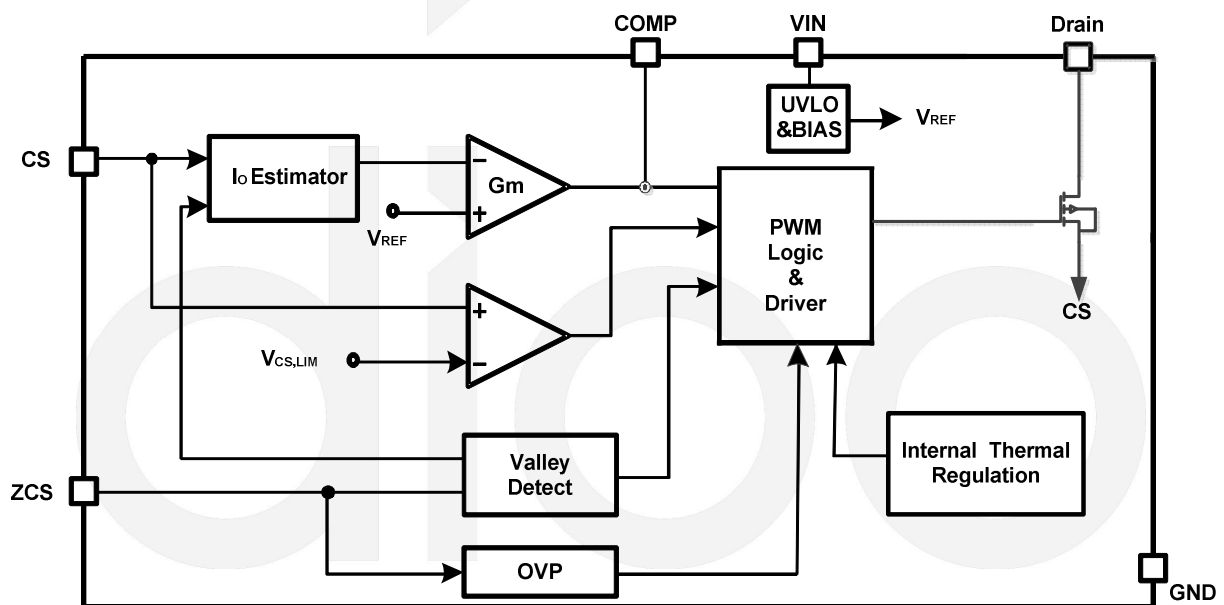 COMP
VIN
Drain
UVLO
&BIAS
VREF
CS
IO Estimator
−
Gm
+
VREF
PWM
Logic
&
Driver
CS
+
VCS,LIM
−
Valley
Detect
Internal Thermal
Regulation
ZCS
OVP
GND
dioo